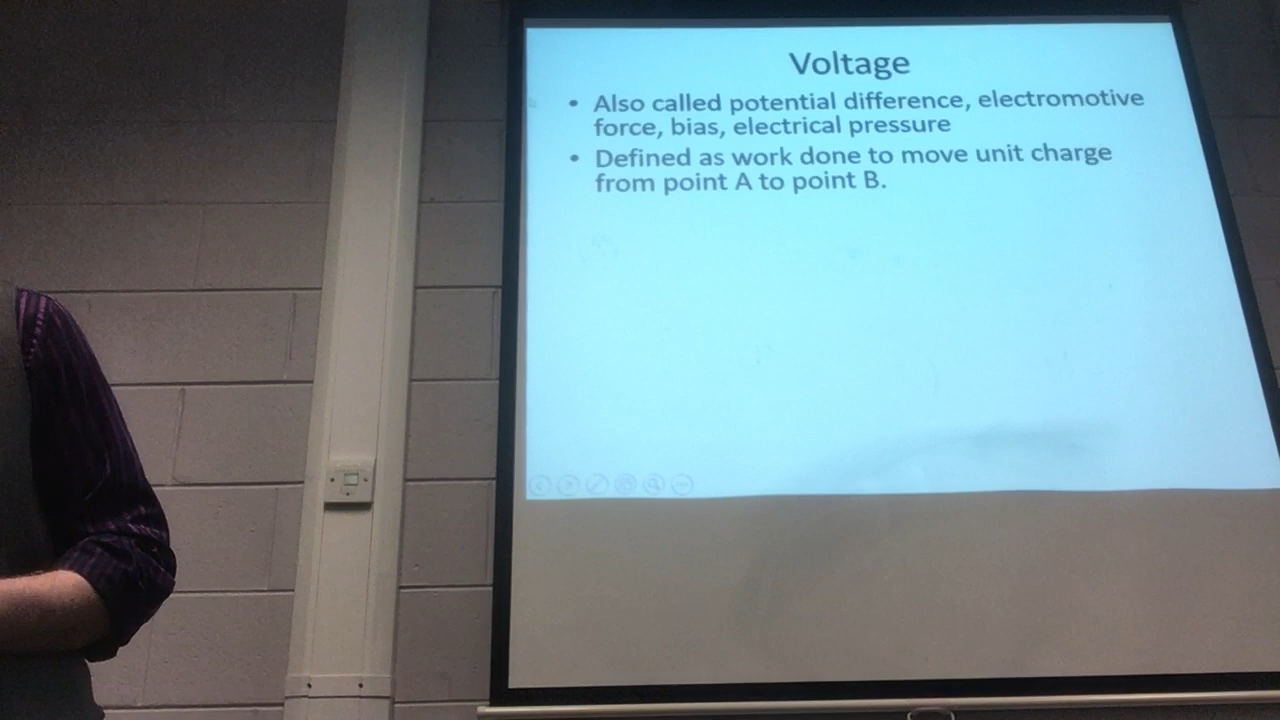 Voltage
• Also called potential difference, electromotive
force, bias, electrical pressure
• Defined as work done to move unit charge
from point A to point B.